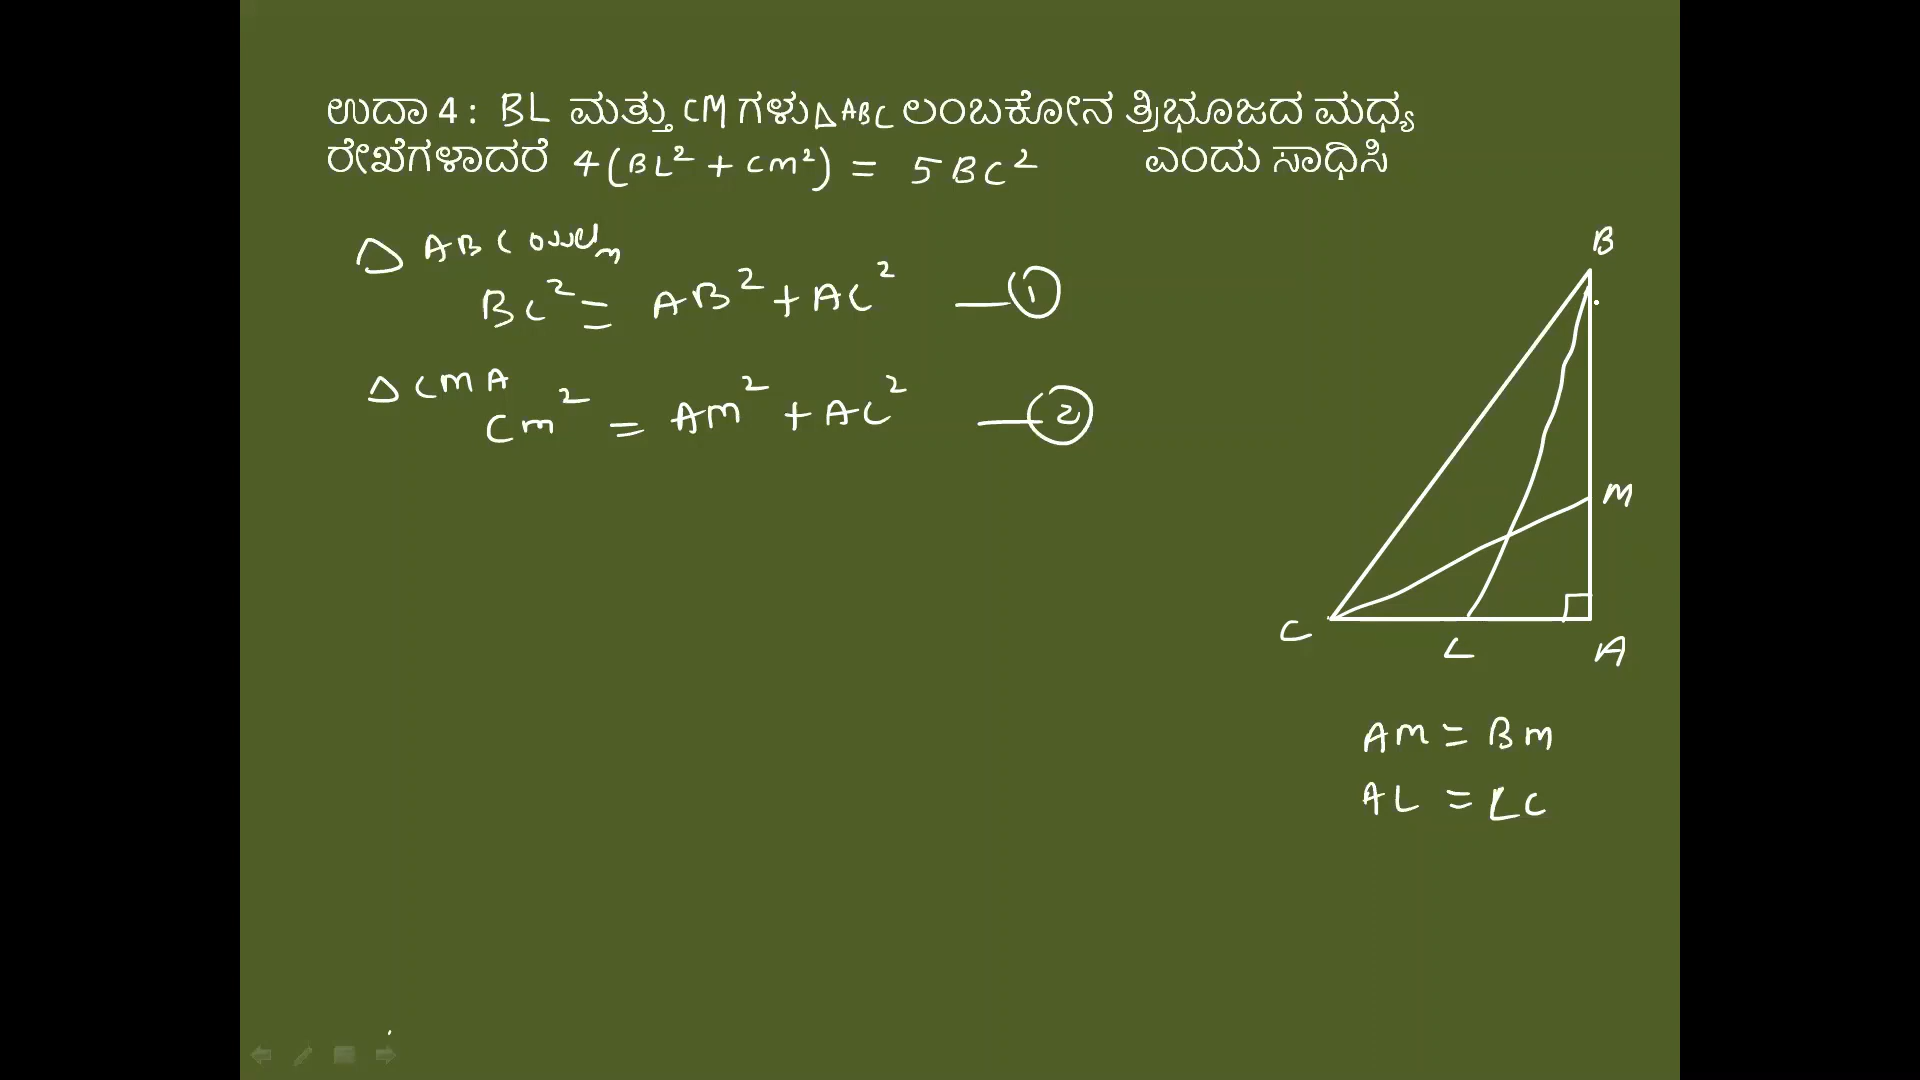 ಉದಾ 4 : BL ಮತ್ತು CM ಗಳು △ABC ಲಂಬಕೋನ ತ್ರಿಭೂಜದ ಮಧ್ಯ
ರೇಖೆಗಳಾದರೆ 4(BL² + CM²) = 5BC² ಎಂದು ಸಾಧಿಸಿ
△ ABC
BC² = AB² + AC² — ①
△ CMA
CM² = AM² + AC² — ②
B
M
C
L
A
AM = BM
AL = LC